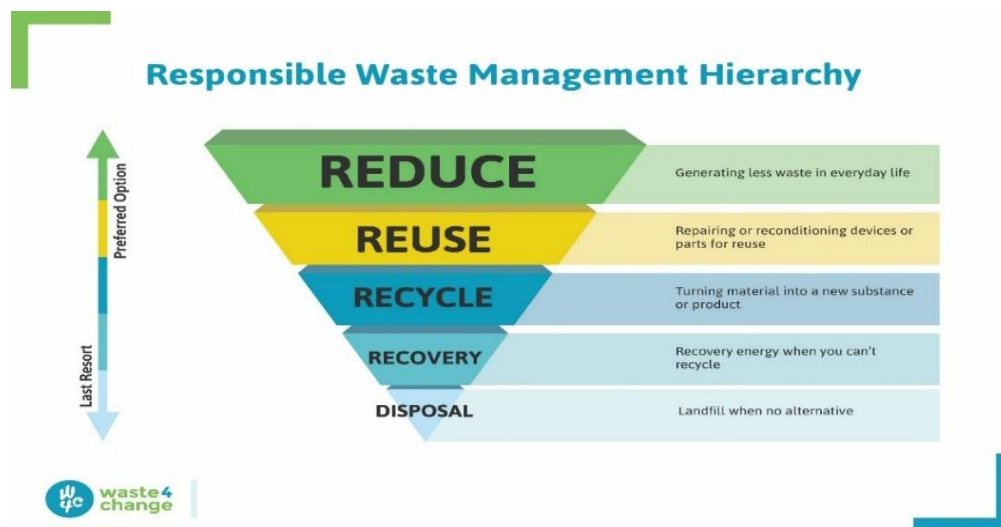 Responsible Waste Management Hierarchy
Preferred Option
Last Resort
REDUCE
Generating less waste in everyday life
REUSE
Repairing or reconditioning devices or
parts for reuse
RECYCLE
Turning material into a new substance
or product
RECOVERY
Recovery energy when you can't
recycle
DISPOSAL
Landfill when no alternative
W4C
waste4
change